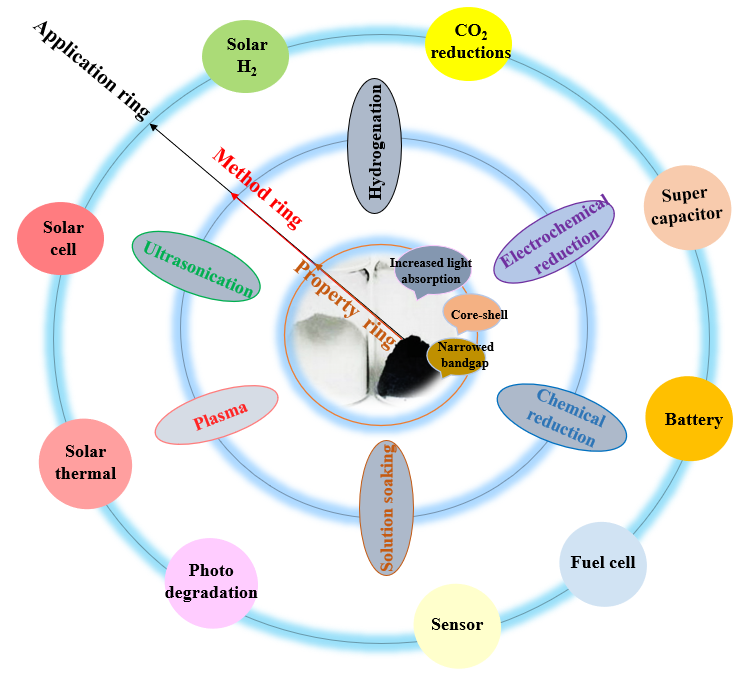 Application ring
Solar
H2
CO2
reductions
Method ring
Hydrogenation
Super
capacitor
Solar
cell
Ultrasonication
Electrochemical
reduction
Property ring
Increased light
absorption
Core-shell
Narrowed
bandgap
Plasma
Chemical
reduction
Battery
Solar
thermal
Solution soaking
Photo
degradation
Fuel cell
Sensor